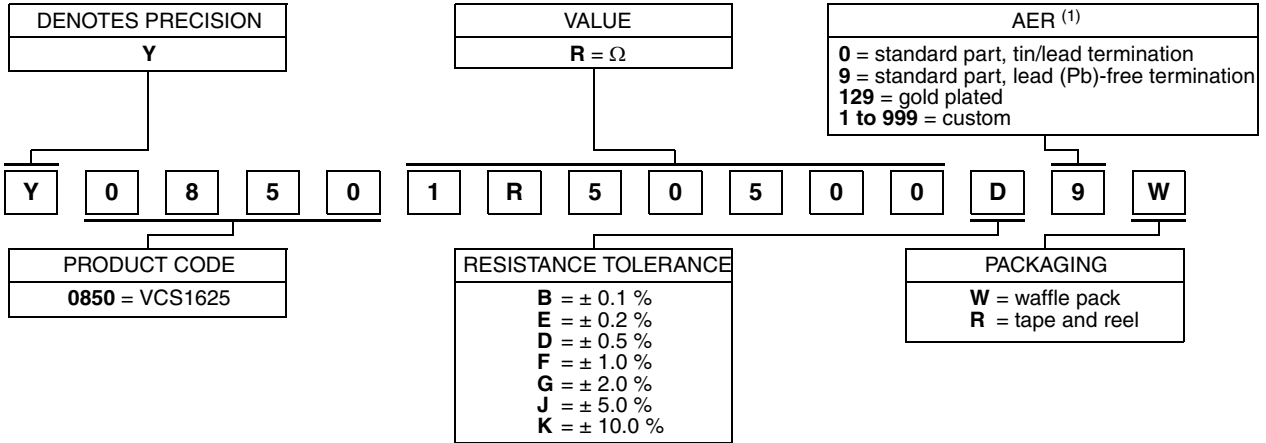 DENOTES PRECISION
Y
VALUE
R = Ω
AER (1)
0 = standard part, tin/lead termination
9 = standard part, lead (Pb)-free termination
129 = gold plated
1 to 999 = custom
Y 0 8 5 0 1 R 5 0 5 0 0 D 9 W
PRODUCT CODE
0850 = VCS1625
RESISTANCE TOLERANCE
B = ± 0.1 %
E = ± 0.2 %
D = ± 0.5 %
F = ± 1.0 %
G = ± 2.0 %
J = ± 5.0 %
K = ± 10.0 %
PACKAGING
W = waffle pack
R = tape and reel